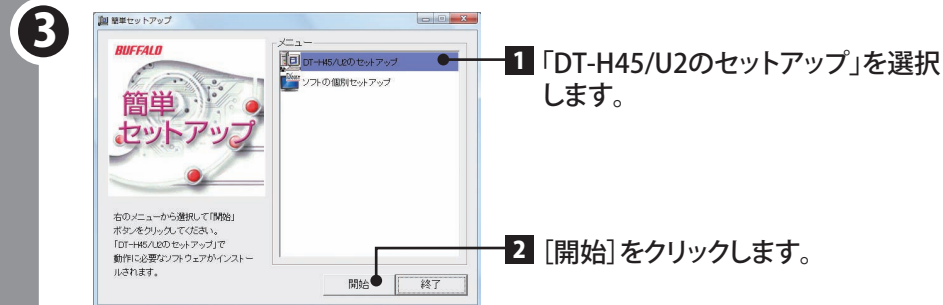 3
簡単セットアップ
BUFFALO
簡単
セットアップ
右のメニューから選択して「開始」
ボタンをクリックしてください。
「DT-H45/U2のセットアップ」で
動作に必要なソフトウェアがインストー
ルされます。
メニュー
DT-H45/U2のセットアップ
ソフトの個別セットアップ
開始
終了
1 「DT-H45/U2のセットアップ」を選択
します。
2 [開始]をクリックします。